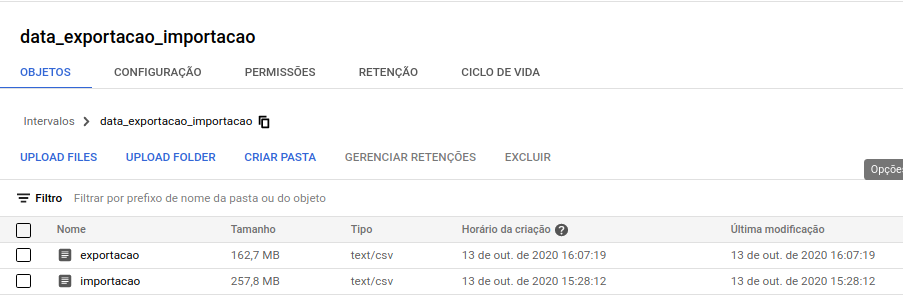 data_exportacao_importacao
OBJETOS CONFIGURAÇÃO PERMISSÕES RETENÇÃO CICLO DE VIDA
Intervalos data_exportacao_importacao
UPLOAD FILES UPLOAD FOLDER CRIAR PASTA GERENCIAR RETENÇÕES EXCLUIR
Filtro Filtrar por prefixo de nome da pasta ou do objeto
Nome Tamanho Tipo Horário da criação ? Última modificação
exportacao 162,7 MB text/csv 13 de out. de 2020 16:07:19 13 de out. de 2020 16:07:19
importacao 257,8 MB text/csv 13 de out. de 2020 15:28:12 13 de out. de 2020 15:28:12